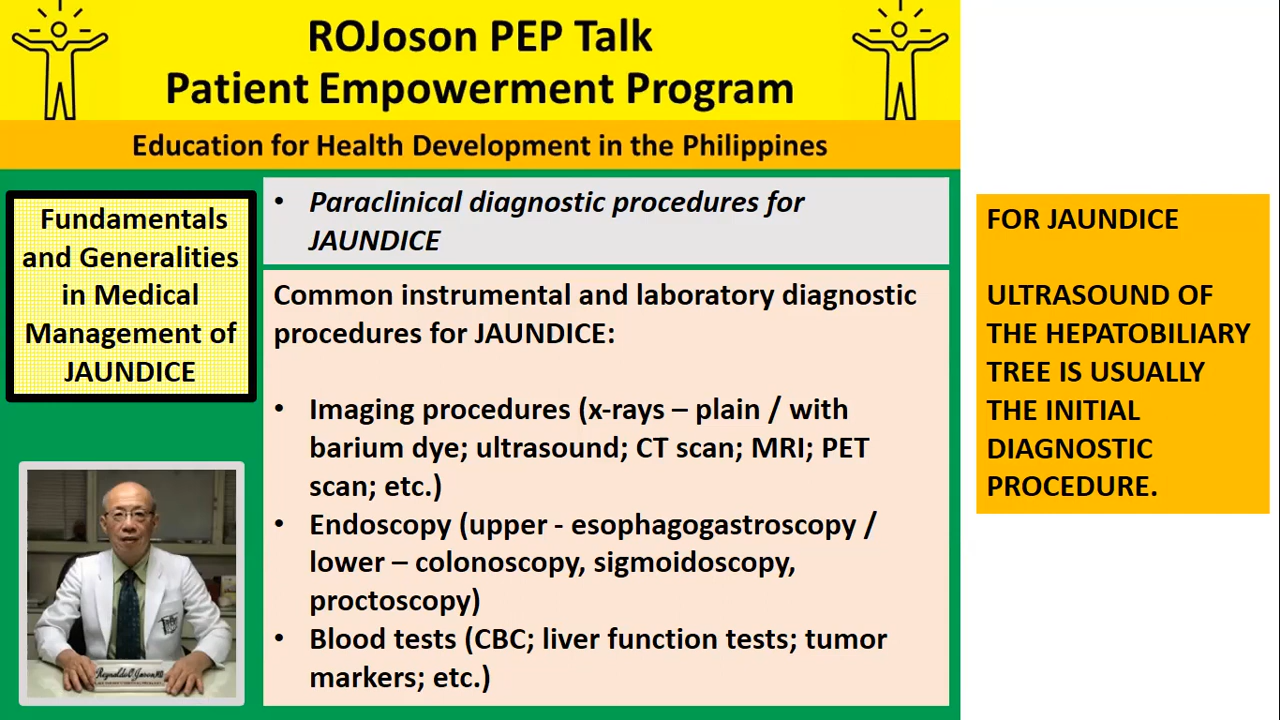 ROJoson PEP Talk
Patient Empowerment Program
Education for Health Development in the Philippines
Fundamentals
and Generalities
in Medical
Management of
JAUNDICE
• Paraclinical diagnostic procedures for
JAUNDICE
Common instrumental and laboratory diagnostic
procedures for JAUNDICE:
• Imaging procedures (x-rays – plain / with
barium dye; ultrasound; CT scan; MRI; PET
scan; etc.)
• Endoscopy (upper - esophagogastroscopy /
lower – colonoscopy, sigmoidoscopy,
proctoscopy)
• Blood tests (CBC; liver function tests; tumor
markers; etc.)
FOR JAUNDICE
ULTRASOUND OF
THE HEPATOBILIARY
TREE IS USUALLY
THE INITIAL
DIAGNOSTIC
PROCEDURE.